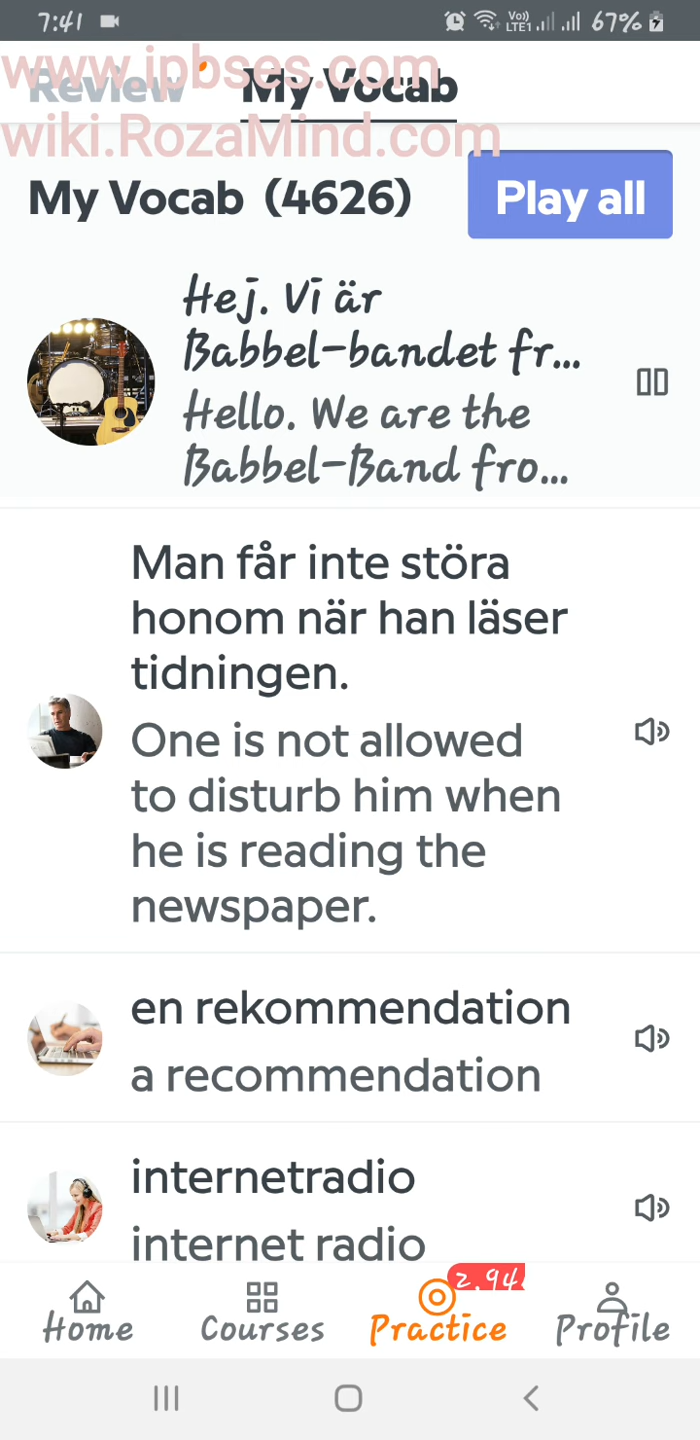 7:41
Vo)) LTE1 67%
www.ipbses.com
Review My Vocab
wiki.RozaMind.com
My Vocab (4626) Play all
Hej. Vi är
Babbel-bandet fr...
Hello. We are the
Babbel-Band fro...
Man får inte störa
honom när han läser
tidningen.
One is not allowed
to disturb him when
he is reading the
newspaper.
en rekommendation
a recommendation
internetradio
internet radio
2,94
Home Courses Practice Profile